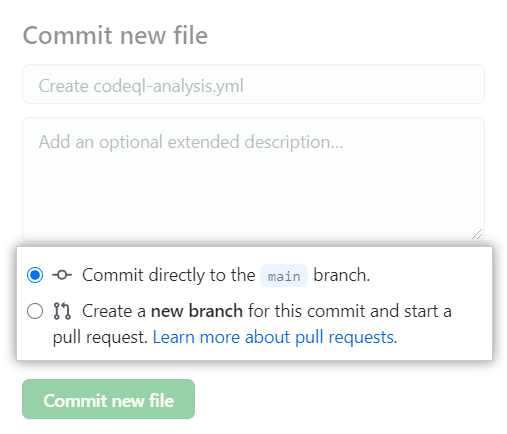 Commit new file
Create codeql-analysis.yml
Add an optional extended description...
Commit directly to the main branch.
Create a new branch for this commit and start a
pull request. Learn more about pull requests.
Commit new file